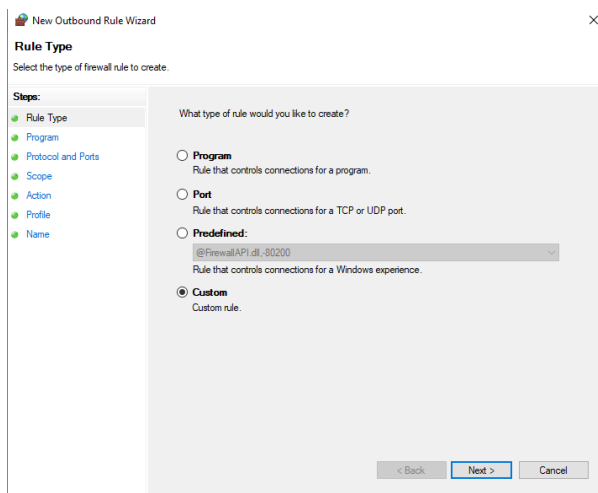 New Outbound Rule Wizard
Rule Type
Select the type of firewall rule to create.
Steps:
Rule Type
Program
Protocol and Ports
Scope
Action
Profile
Name
What type of rule would you like to create?
Program
Rule that controls connections for a program.
Port
Rule that controls connections for a TCP or UDP port.
Predefined:
@FirewallAPI.dll,-80200
Rule that controls connections for a Windows experience.
Custom
Custom rule.
< Back Next > Cancel